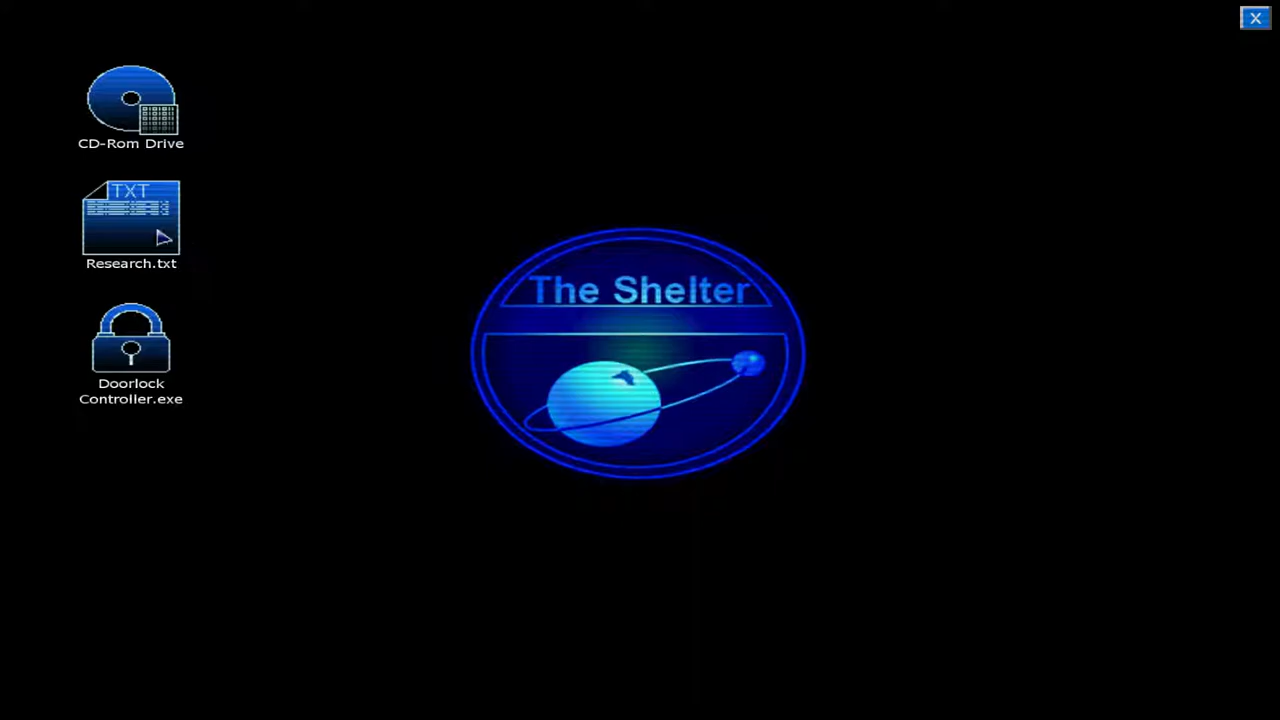 X
CD-Rom Drive
TXT
Research.txt
Doorlock
Controller.exe
The Shelter